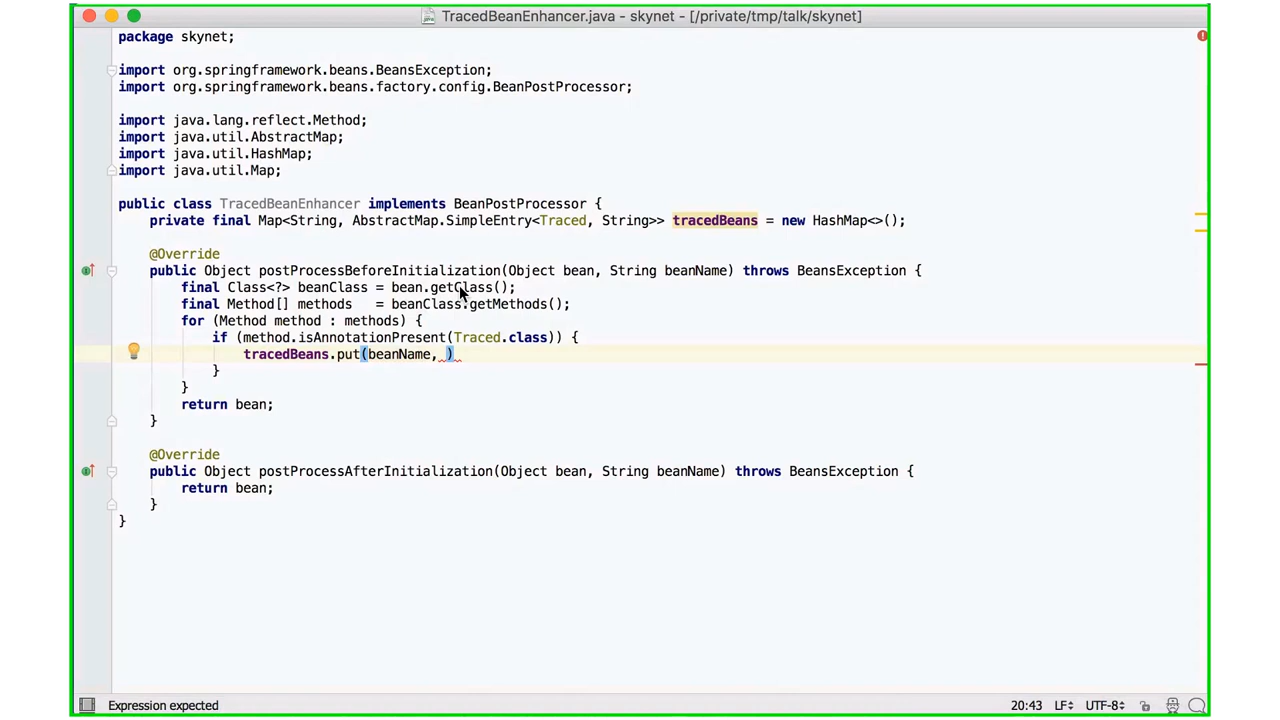 TracedBeanEnhancer.java - skynet - [/private/tmp/talk/skynet]
package skynet;
import org.springframework.beans.BeansException;
import org.springframework.beans.factory.config.BeanPostProcessor;
import java.lang.reflect.Method;
import java.util.AbstractMap;
import java.util.HashMap;
import java.util.Map;
public class TracedBeanEnhancer implements BeanPostProcessor {
private final Map<String, AbstractMap.SimpleEntry<Traced, String>> tracedBeans = new HashMap<>();
@Override
public Object postProcessBeforeInitialization(Object bean, String beanName) throws BeansException {
final Class<?> beanClass = bean.getClass();
final Method[] methods = beanClass.getMethods();
for (Method method : methods) {
if (method.isAnnotationPresent(Traced.class)) {
tracedBeans.put(beanName, )
}
}
return bean;
}
@Override
public Object postProcessAfterInitialization(Object bean, String beanName) throws BeansException {
return bean;
}
}
Expression expected 20:43 LF UTF-8